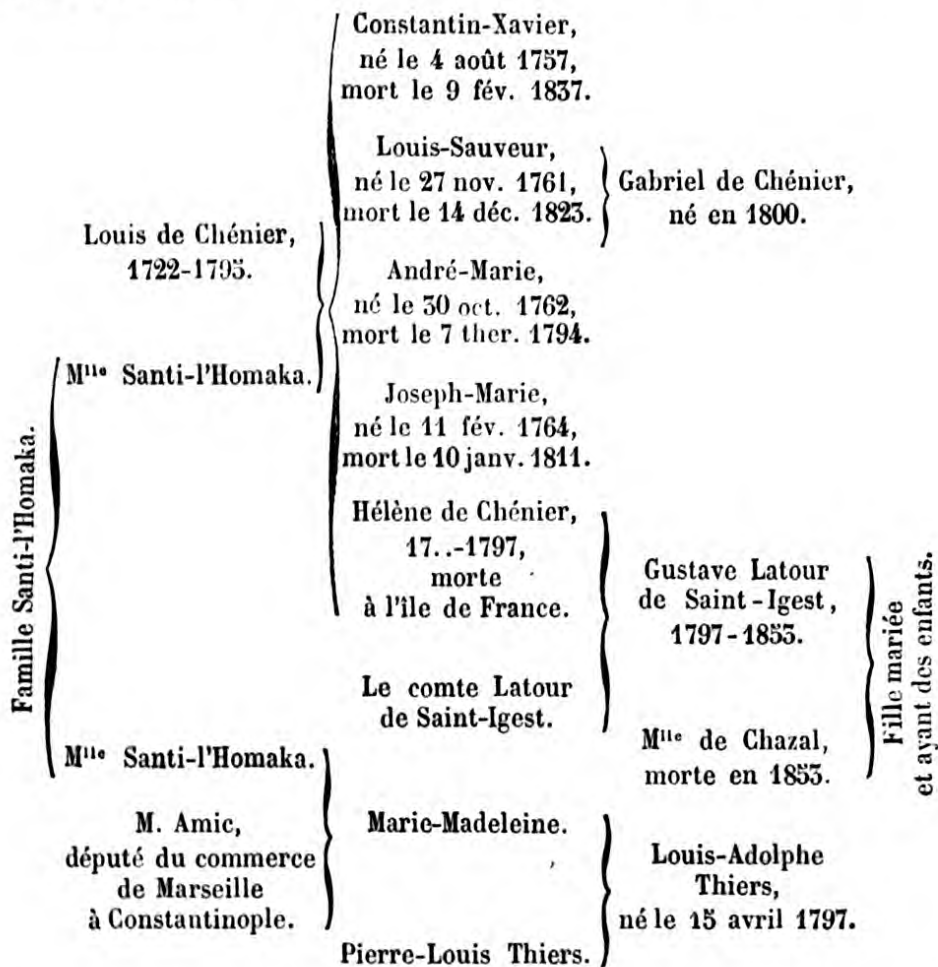 Famille Santi-l'Homaka.
Louis de Chénier,
1722-1795.
Mlle Santi-l'Homaka.
Constantin-Xavier,
né le 4 août 1757,
mort le 9 fév. 1837.
Louis-Sauveur,
né le 27 nov. 1761,
mort le 14 déc. 1823.
Gabriel de Chénier,
né en 1800.
André-Marie,
né le 30 oct. 1762,
mort le 7 ther. 1794.
Joseph-Marie,
né le 11 fév. 1764,
mort le 10 janv. 1811.
Hélène de Chénier,
17..-1797,
morte
à l'île de France.
Le comte Latour
de Saint-Igest.
Gustave Latour
de Saint-Igest,
1797-1853.
Mlle de Chazal,
morte en 1853.
Fille mariée
et ayant des enfants.
Mlle Santi-l'Homaka.
M. Amic,
député du commerce
de Marseille
à Constantinople.
Marie-Madeleine.
Pierre-Louis Thiers.
Louis-Adolphe
Thiers,
né le 15 avril 1797.